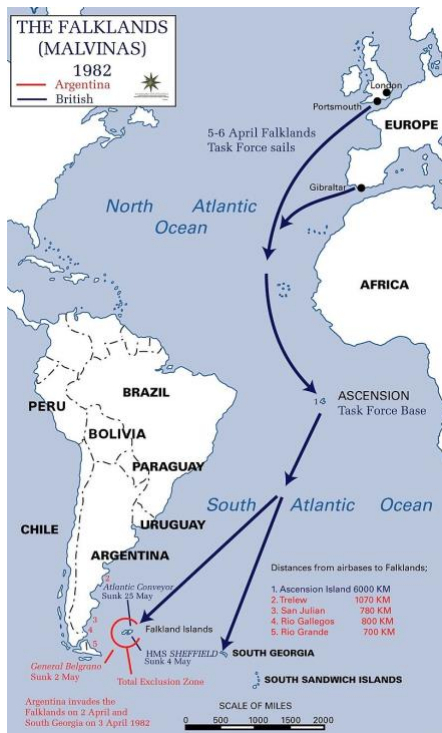 THE FALKLANDS
(MALVINAS)
1982
Argentina
British
London
Portsmouth
EUROPE
5-6 April Falklands
Task Force sails
Gibraltar
North Atlantic
Ocean
AFRICA
ASCENSION
1
Task Force Base
BRAZIL
PERU
BOLIVIA
PARAGUAY
South Atlantic Ocean
CHILE
URUGUAY
ARGENTINA
Distances from airbases to Falklands;
1. Ascension Island 6000 KM
2. Trelew 1070 KM
3. San Julian 780 KM
4. Rio Gallegos 800 KM
5. Rio Grande 700 KM
2
Atlantic Conveyor
Sunk 25 May
3
4
5
Falkland Islands
HMS SHEFFIELD
Sunk 4 May
SOUTH GEORGIA
General Belgrano
Sunk 2 May
Total Exclusion Zone
SOUTH SANDWICH ISLANDS
Argentina invades the
Falklands on 2 April and
South Georgia on 3 April 1982
SCALE OF MILES
0 500 1000 1500 2000